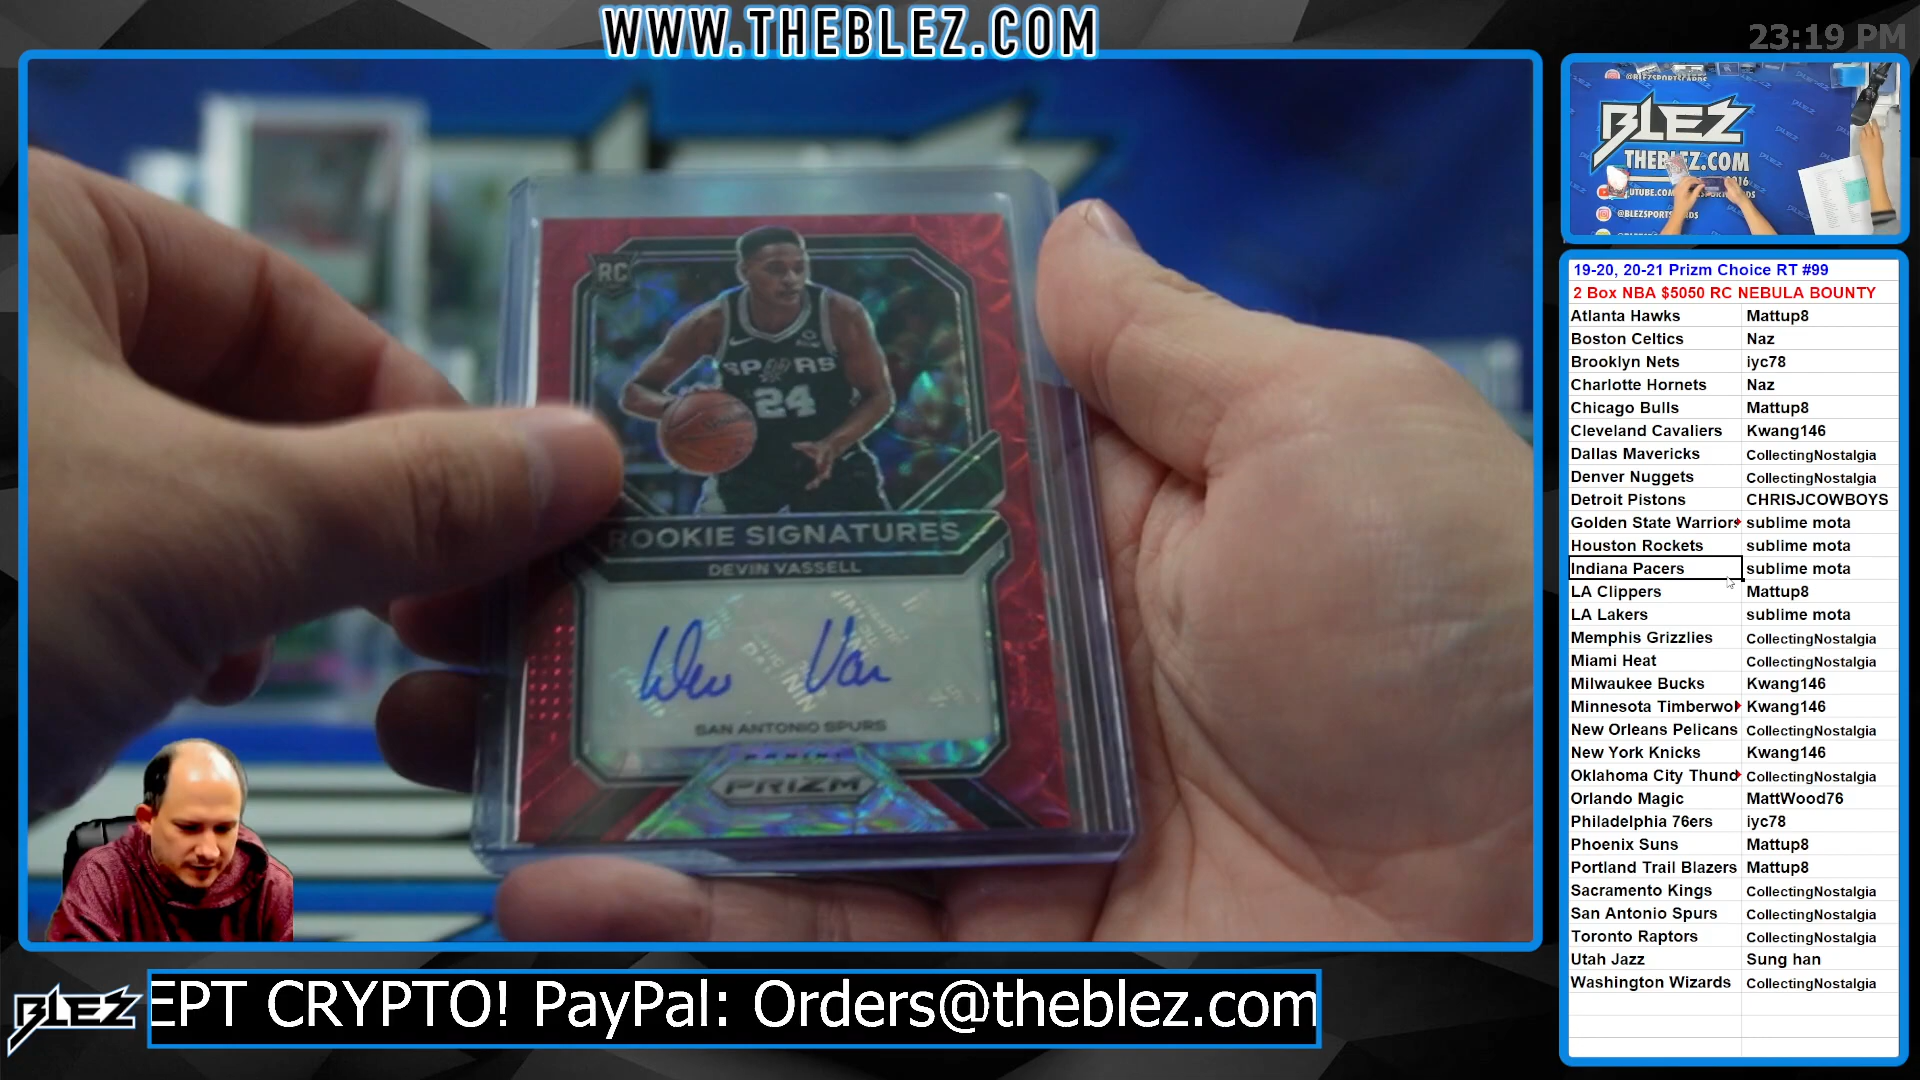 WWW.THEBLEZ.COM
23:19 PM
RC
SPURS
24
ROOKIE SIGNATURES
DEVIN VASSELL
SAN ANTONIO SPURS
PRIZM
@BLEZSPORTSCARDS
BLEZ
THEBLEZ.COM
@BLEZSPORTSCARDS
19-20, 20-21 Prizm Choice RT #99
2 Box NBA $5050 RC NEBULA BOUNTY
Atlanta Hawks Mattup8
Boston Celtics Naz
Brooklyn Nets iyc78
Charlotte Hornets Naz
Chicago Bulls Mattup8
Cleveland Cavaliers Kwang146
Dallas Mavericks CollectingNostalgia
Denver Nuggets CollectingNostalgia
Detroit Pistons CHRISJCOWBOYS
Golden State Warriors sublime mota
Houston Rockets sublime mota
Indiana Pacers sublime mota
LA Clippers Mattup8
LA Lakers sublime mota
Memphis Grizzlies CollectingNostalgia
Miami Heat CollectingNostalgia
Milwaukee Bucks Kwang146
Minnesota Timberwol Kwang146
New Orleans Pelicans CollectingNostalgia
New York Knicks Kwang146
Oklahoma City Thund CollectingNostalgia
Orlando Magic MattWood76
Philadelphia 76ers iyc78
Phoenix Suns Mattup8
Portland Trail Blazers Mattup8
Sacramento Kings CollectingNostalgia
San Antonio Spurs CollectingNostalgia
Toronto Raptors CollectingNostalgia
Utah Jazz Sung han
Washington Wizards CollectingNostalgia
BLEZ
EPT CRYPTO! PayPal: Orders@theblez.com